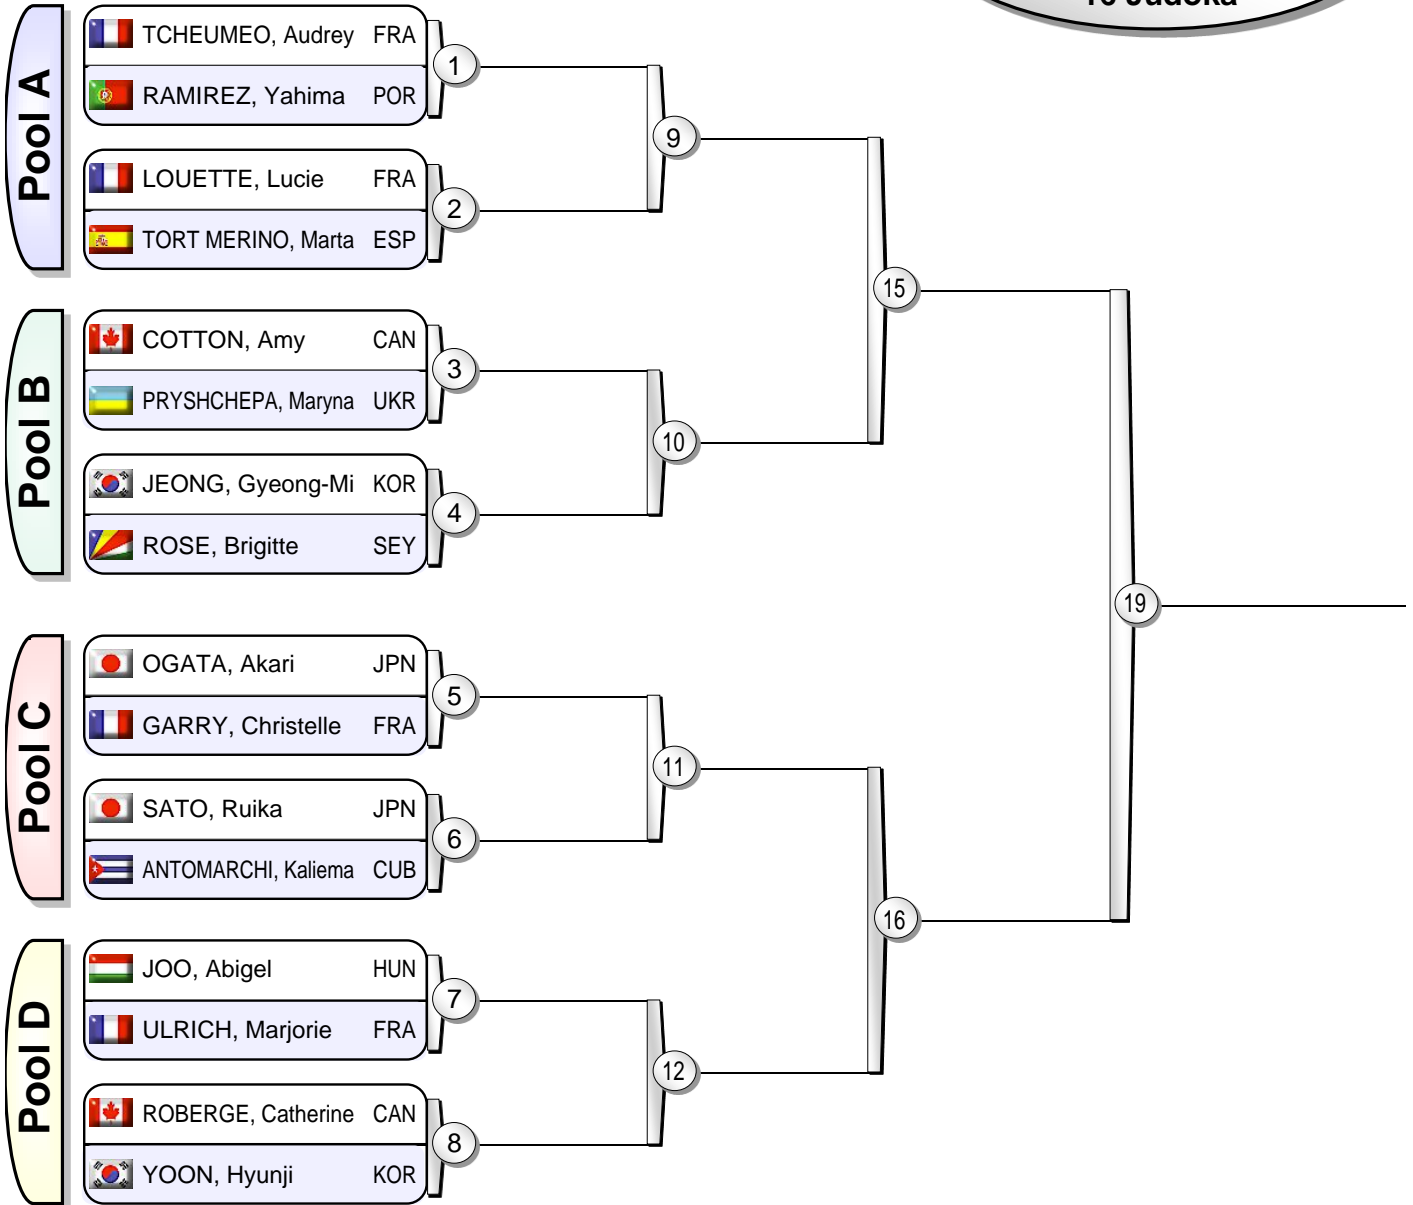 16 Judoka
Pool A
TCHEUMEO, Audrey FRA
RAMIREZ, Yahima POR
1
LOUETTE, Lucie FRA
TORT MERINO, Marta ESP
2
9
Pool B
COTTON, Amy CAN
PRYSHCHEPA, Maryna UKR
3
JEONG, Gyeong-Mi KOR
ROSE, Brigitte SEY
4
10
15
Pool C
OGATA, Akari JPN
GARRY, Christelle FRA
5
SATO, Ruika JPN
ANTOMARCHI, Kaliema CUB
6
11
Pool D
JOO, Abigel HUN
ULRICH, Marjorie FRA
7
ROBERGE, Catherine CAN
YOON, Hyunji KOR
8
12
16
19